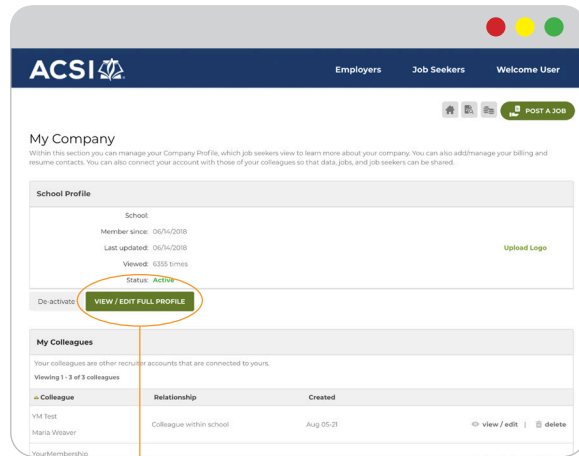 ACSI
Employers Job Seekers Welcome User
POST A JOB
My Company
Within this section you can manage your Company Profile, which job seekers view to learn more about your company. You can also add/manage your billing and
resume contacts. You can also connect your account with those of your colleagues so that data, jobs, and job seekers can be shared.
School Profile
School:
Member since: 06/14/2018
Last updated: 06/14/2018
Upload Logo
Viewed: 6355 times
Status: Active
De-activate VIEW / EDIT FULL PROFILE
My Colleagues
Your colleagues are other recruiter accounts that are connected to yours.
Viewing 1 - 3 of 3 colleagues
Colleague Relationship Created
YM Test
Colleague within school Aug 05-21 view / edit | delete
Maria Weaver
YourMembership